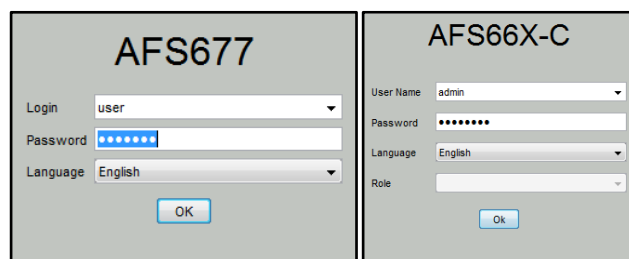 AFS677
Login user
Password •••••••
Language English
OK
AFS66X-C
User Name admin
Password ••••••••
Language English
Role
Ok